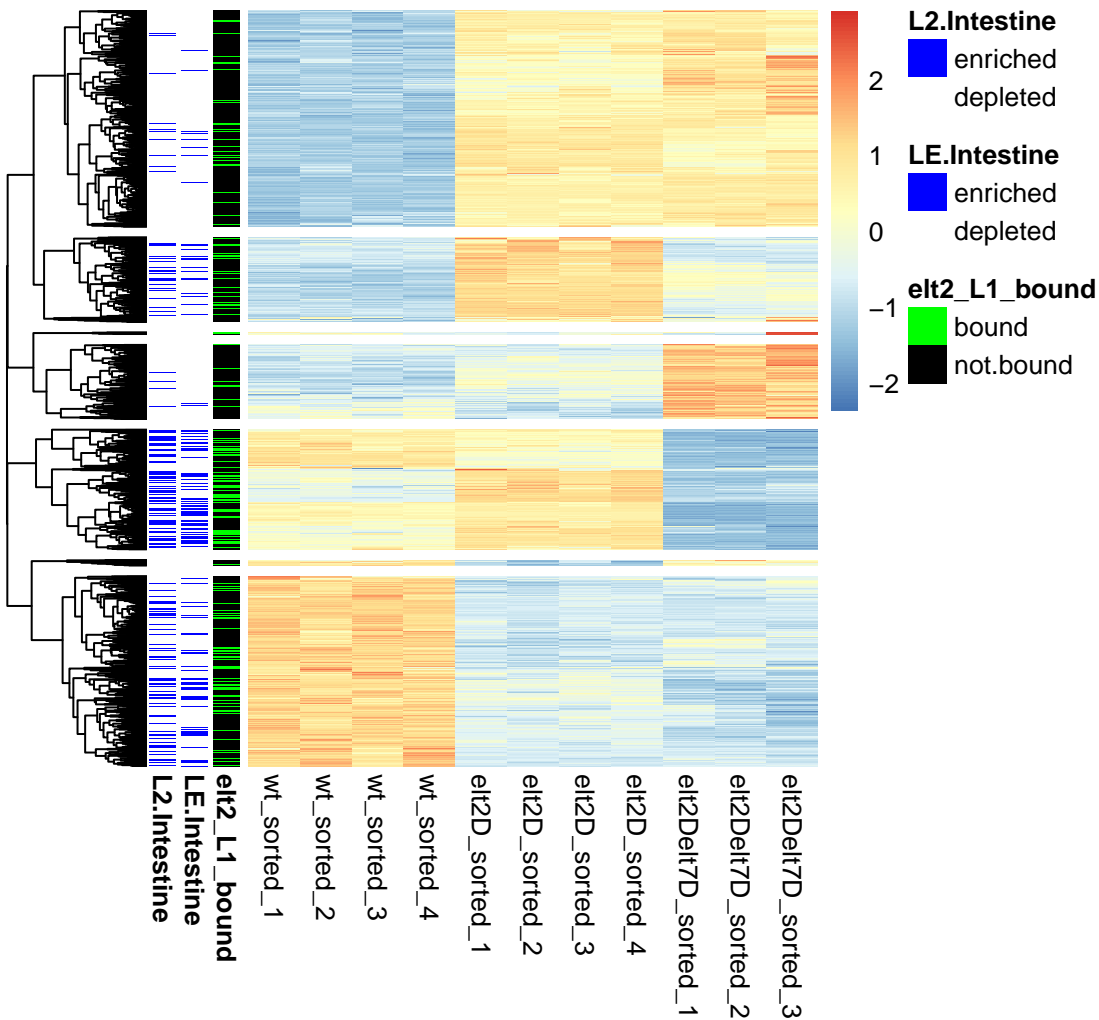 L2.Intestine
enriched
depleted
LE.Intestine
enriched
depleted
elt2_L1_bound
bound
not.bound
2
1
0
−1
−2
L2.Intestine
LE.Intestine
elt2_L1_bound
wt_sorted_1
wt_sorted_2
wt_sorted_3
wt_sorted_4
elt2D_sorted_1
elt2D_sorted_2
elt2D_sorted_3
elt2D_sorted_4
elt2Delt7D_sorted_1
elt2Delt7D_sorted_2
elt2Delt7D_sorted_3